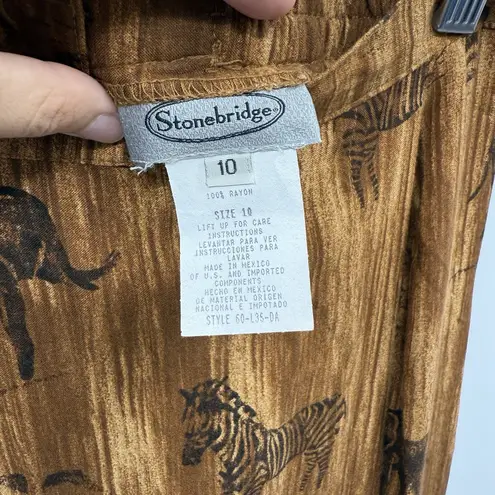 Stonebridge
10
100% RAYON
SIZE 10
LIFT UP FOR CARE
INSTRUCTIONS
LEVANTAR PARA VER
INSTRUCCIONES PARA
LAVAR
MADE IN MEXICO
OF U.S. AND IMPORTED
COMPONENTS
HECHO EN MEXICO
DE MATERIAL ORIGEN
NACIONAL E IMPOTADO
STYLE 60-L35-DA